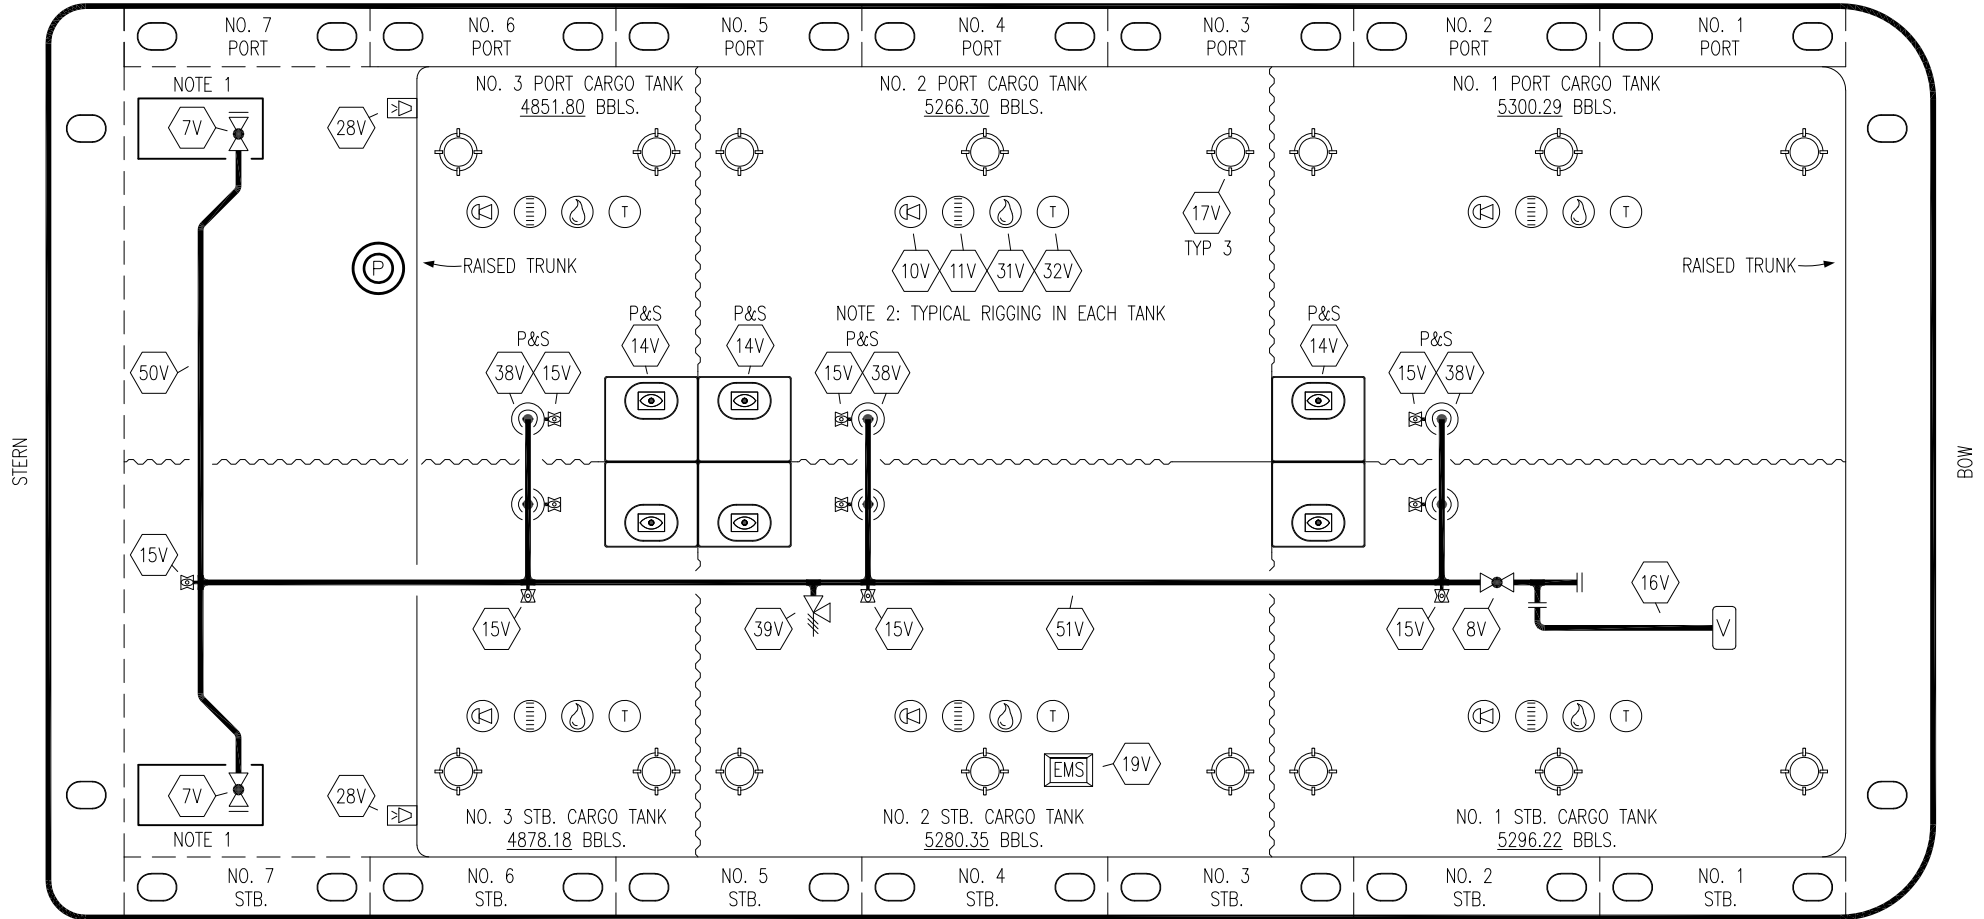 NO. 7
PORT
NO. 6
PORT
NO. 5
PORT
NO. 4
PORT
NO. 3
PORT
NO. 2
PORT
NO. 1
PORT
NOTE 1
7V
28V
NO. 3 PORT CARGO TANK
4851.80 BBLS.
NO. 2 PORT CARGO TANK
5266.30 BBLS.
NO. 1 PORT CARGO TANK
5300.29 BBLS.
T
T
T
17V
TYP 3
10V
11V
31V
32V
P
RAISED TRUNK
RAISED TRUNK
NOTE 2: TYPICAL RIGGING IN EACH TANK
P&S
38V
15V
P&S
14V
P&S
14V
P&S
15V
38V
P&S
14V
P&S
15V
38V
50V
STERN
BOW
15V
15V
39V
15V
51V
15V
8V
16V
V
T
T
T
EMS
19V
7V
NOTE 1
28V
NO. 3 STB. CARGO TANK
4878.18 BBLS.
NO. 2 STB. CARGO TANK
5280.35 BBLS.
NO. 1 STB. CARGO TANK
5296.22 BBLS.
NO. 7
STB.
NO. 6
STB.
NO. 5
STB.
NO. 4
STB.
NO. 3
STB.
NO. 2
STB.
NO. 1
STB.